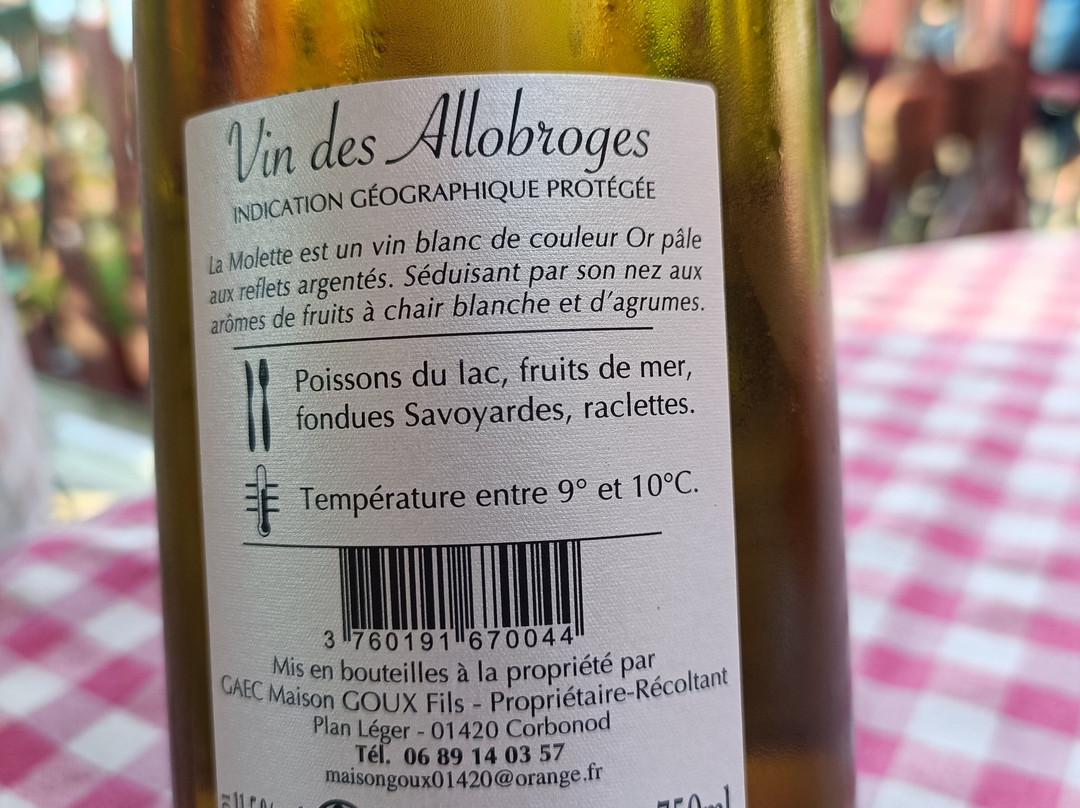 Vin des Allobroges
INDICATION GÉOGRAPHIQUE PROTÉGÉE
La Molette est un vin blanc de couleur Or pâle
aux reflets argentés. Séduisant par son nez aux
arômes de fruits à chair blanche et d'agrumes.
Poissons du lac, fruits de mer,
fondues Savoyardes, raclettes.
Température entre 9° et 10°C.
3 760191 670044
Mis en bouteilles à la propriété par
GAEC Maison GOUX Fils - Propriétaire-Récoltant
Plan Léger - 01420 Corbonod
Tél. 06 89 14 03 57
maisongoux01420@orange.fr
750ml